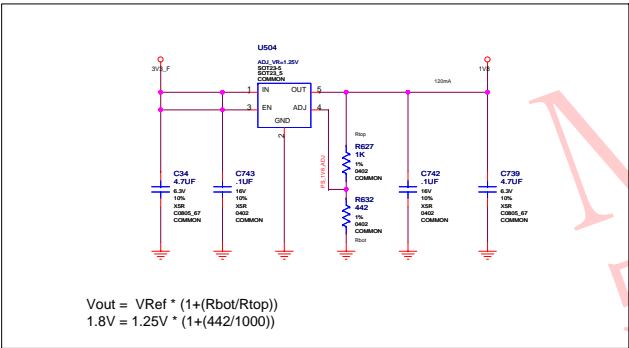 U504
ADJ_VR=1.25V
SOT23-5
SOT23_5
COMMON
3V3_F
1V8
120mA
1 IN OUT 5
3 EN ADJ 4
GND
2
PS_1V8_ADJ
Rtop
R627
1K
1%
0402
COMMON
R632
442
1%
0402
COMMON
Rbot
C34
4.7UF
6.3V
10%
X5R
C0805_67
COMMON
C743
.1UF
16V
10%
X5R
0402
COMMON
C742
.1UF
16V
10%
X5R
0402
COMMON
C739
4.7UF
6.3V
10%
X5R
C0805_67
COMMON
Vout = VRef * (1+(Rbot/Rtop))
1.8V = 1.25V * (1+(442/1000))